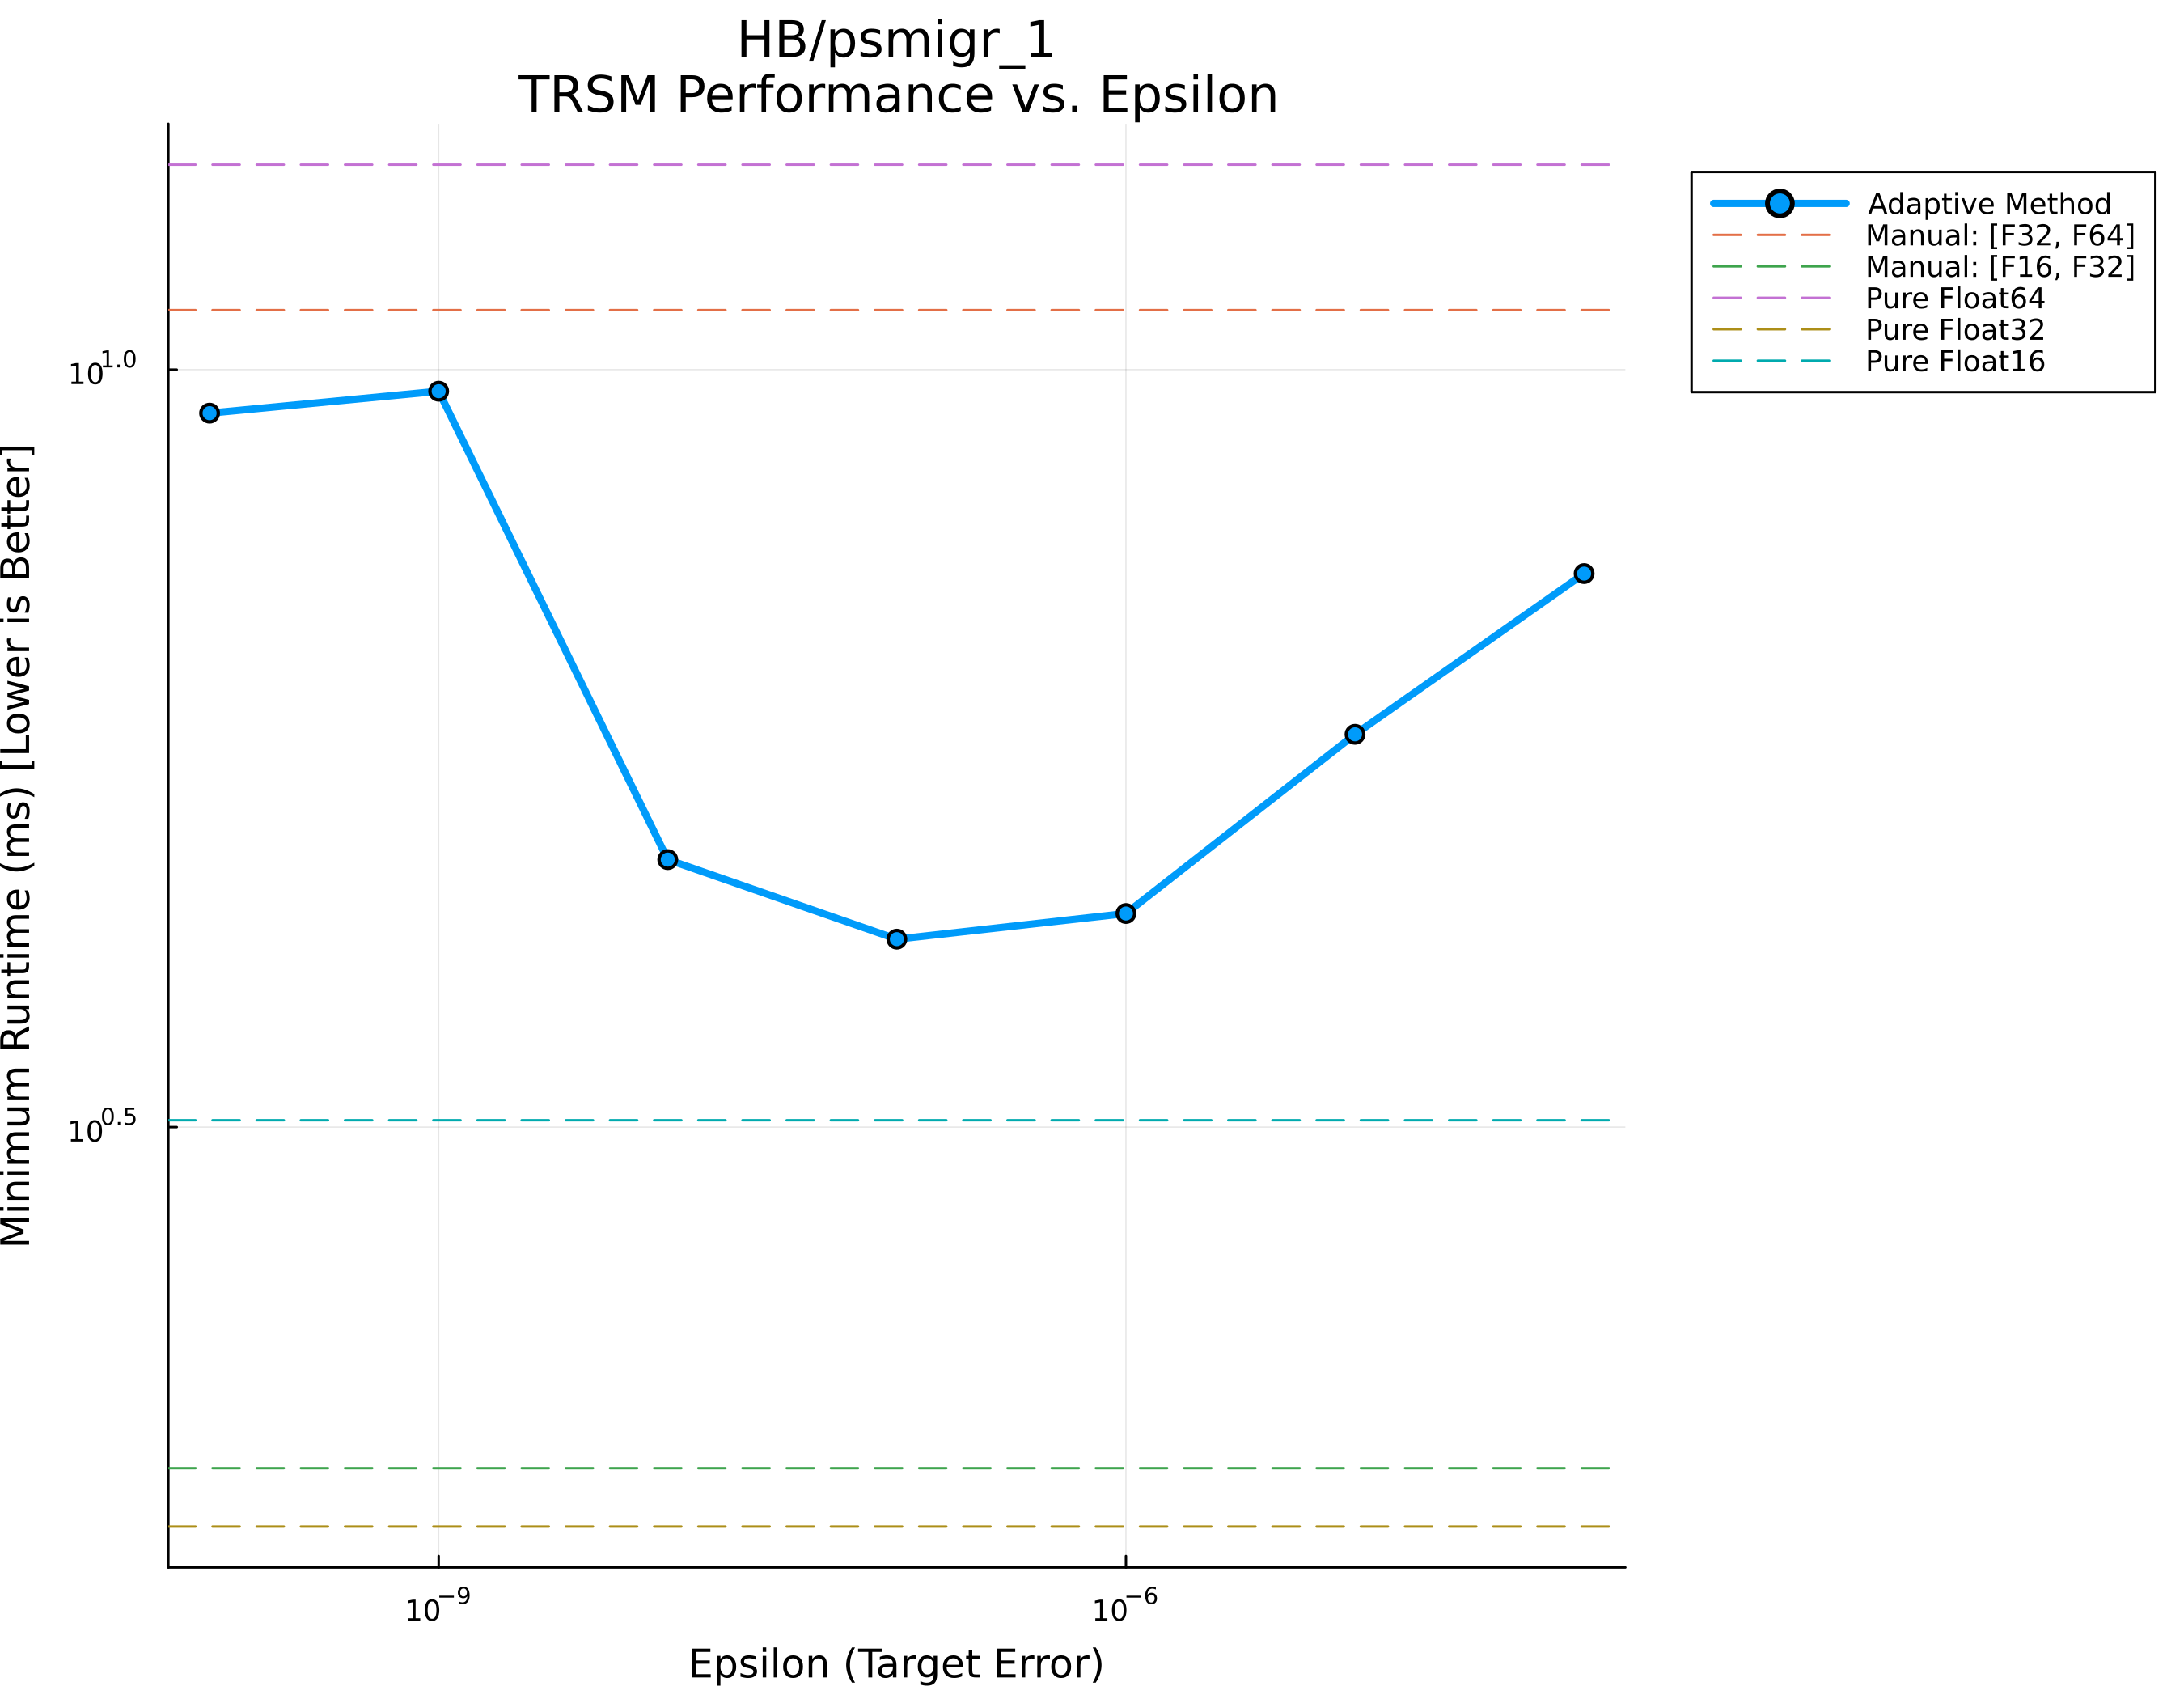 HB/psmigr_1
TRSM Performance vs. Epsilon
Adaptive Method
Manual: [F32, F64]
Manual: [F16, F32]
Pure Float64
Pure Float32
Pure Float16
Minimum Runtime (ms) [Lower is Better]
10^1.0
10^0.5
10^−9
10^−6
Epsilon (Target Error)